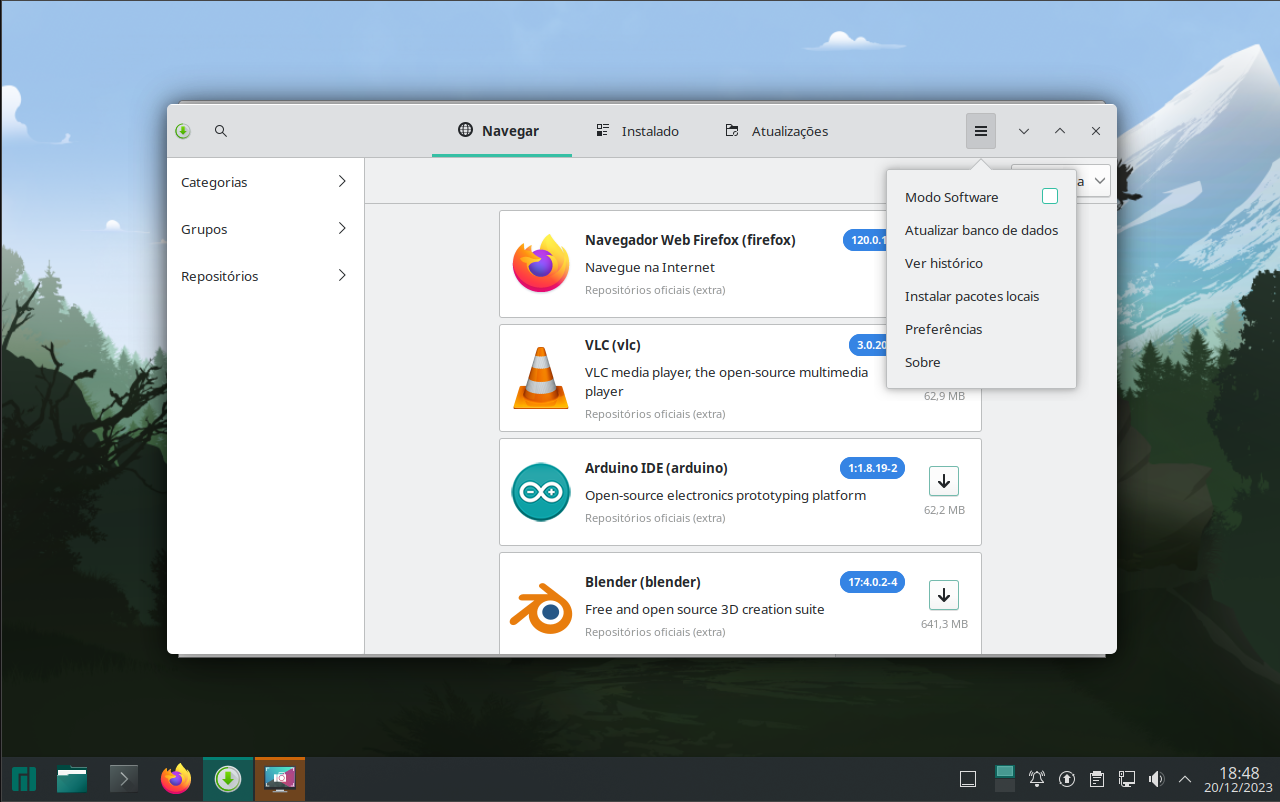 Navegar
Instalado
Atualizações
Categorias
Grupos
Repositórios
Modo Software
Atualizar banco de dados
Ver histórico
Instalar pacotes locais
Preferências
Sobre
Navegador Web Firefox (firefox)
120.0.1
Navegue na Internet
Repositórios oficiais (extra)
VLC (vlc)
3.0.20
VLC media player, the open-source multimedia
player
62,9 MB
Repositórios oficiais (extra)
Arduino IDE (arduino)
1:1.8.19-2
Open-source electronics prototyping platform
62,2 MB
Repositórios oficiais (extra)
Blender (blender)
17:4.0.2-4
Free and open source 3D creation suite
641,3 MB
Repositórios oficiais (extra)
18:48
20/12/2023